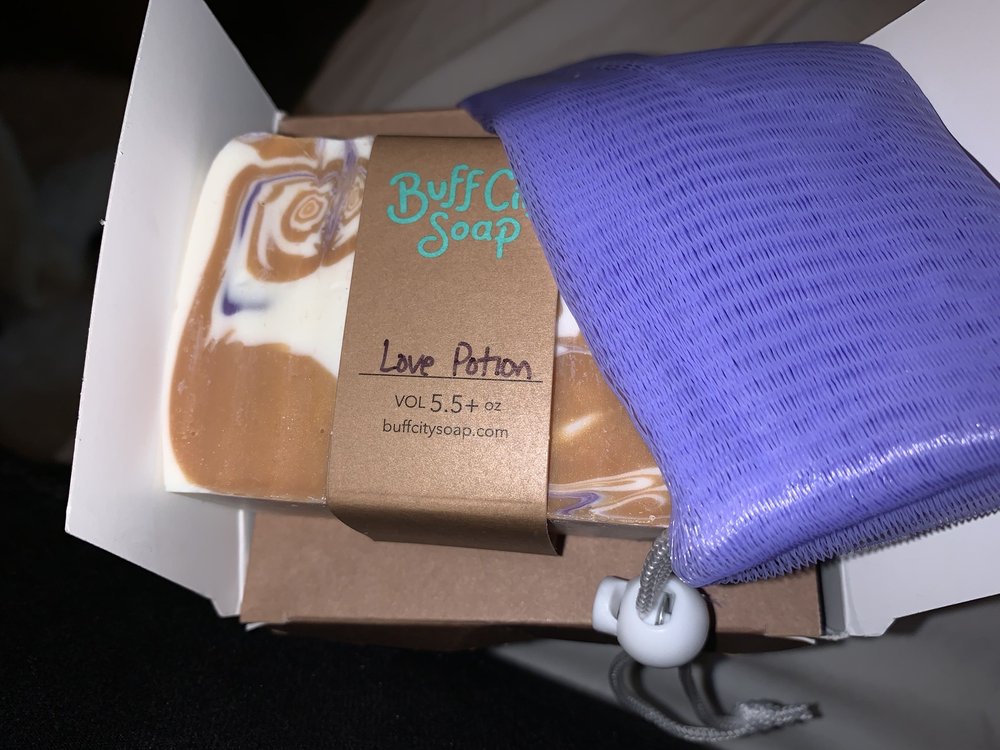 Buff Ci
Soap
Love Potion
VOL 5.5+ oz
buffcitysoap.com